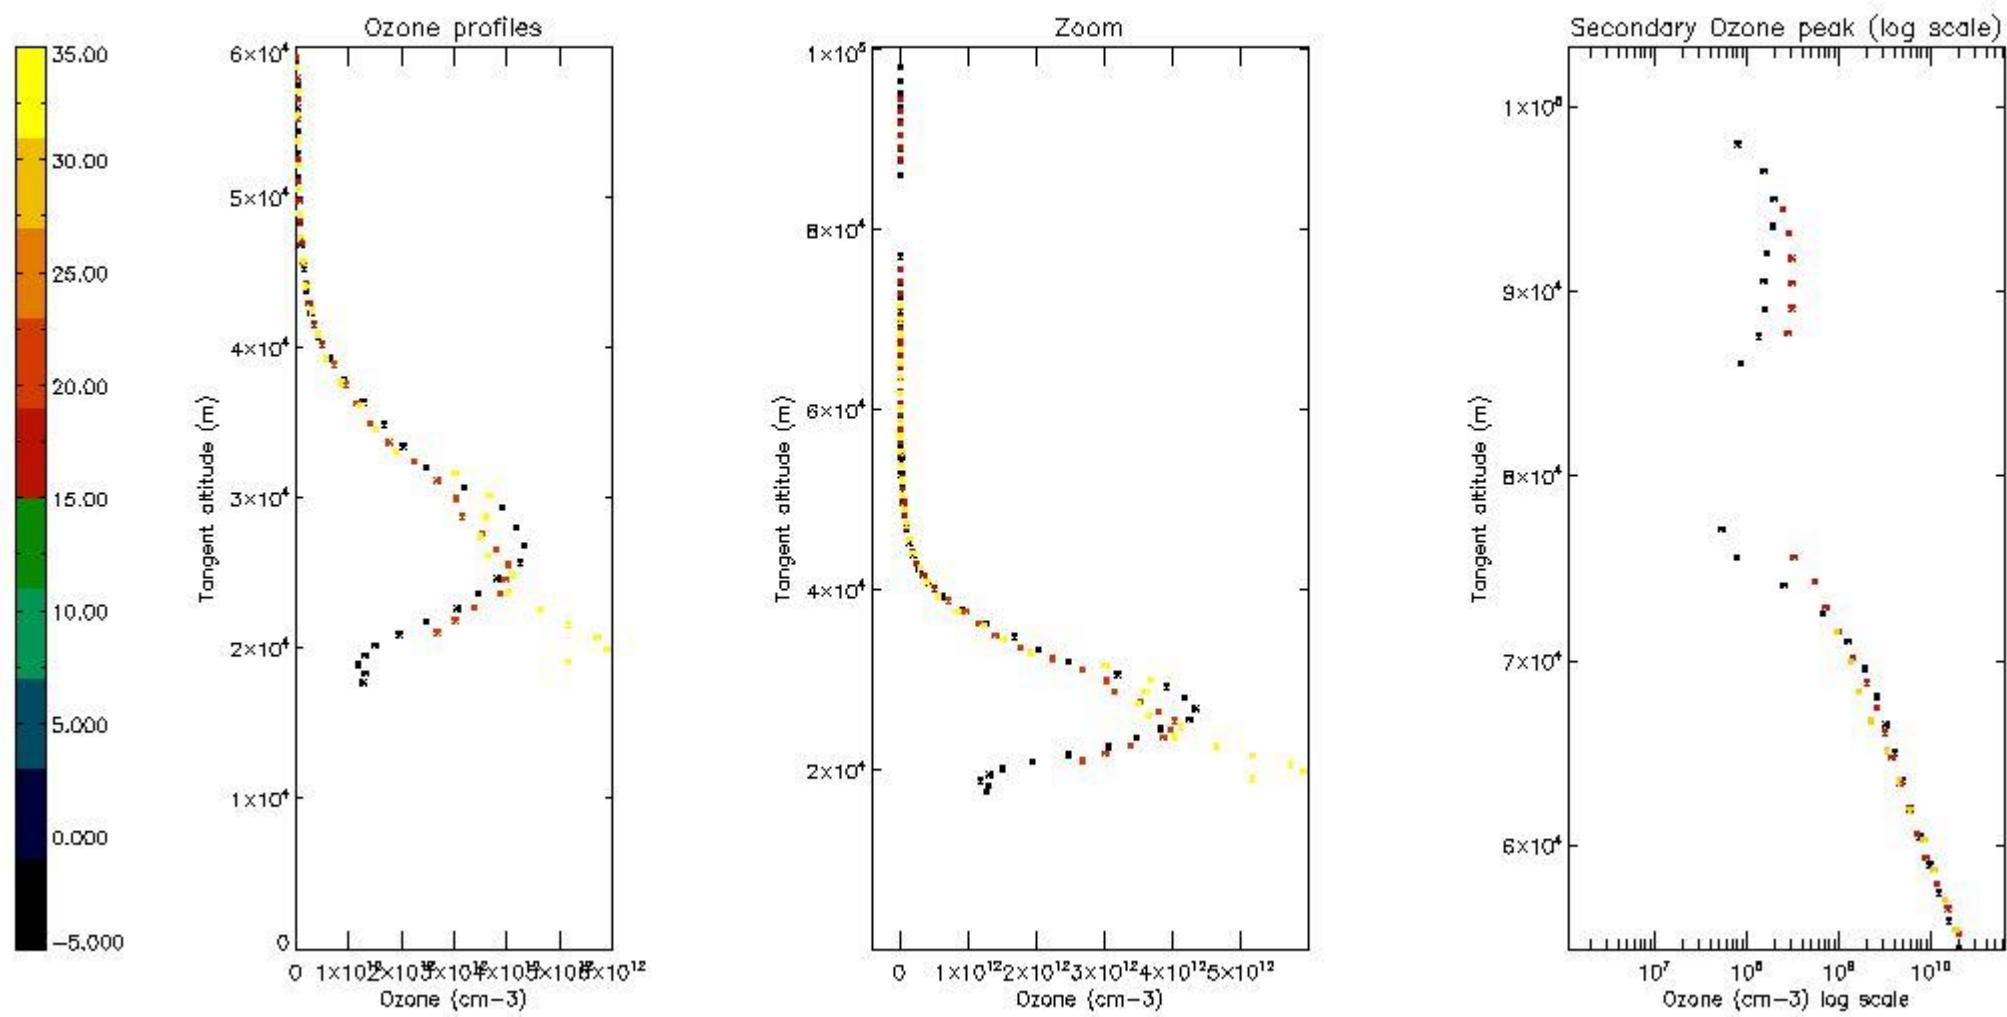 Ozone profiles
Zoom
Secondary Ozone peak (log scale)
35.00
30.00
25.00
20.00
15.00
10.00
5.000
0.000
−5.000
6×10⁴
5×10⁴
4×10⁴
3×10⁴
2×10⁴
1×10⁴
0
Tangent altitude (m)
0
Ozone (cm−3)
1×10⁵
8×10⁴
6×10⁴
4×10⁴
2×10⁴
Tangent altitude (m)
0 1×10¹² 2×10¹² 3×10¹² 4×10¹² 5×10¹²
Ozone (cm−3)
9×10⁴
8×10⁴
7×10⁴
6×10⁴
Tangent altitude (m)
10⁷ 10¹⁰
Ozone (cm−3) log scale